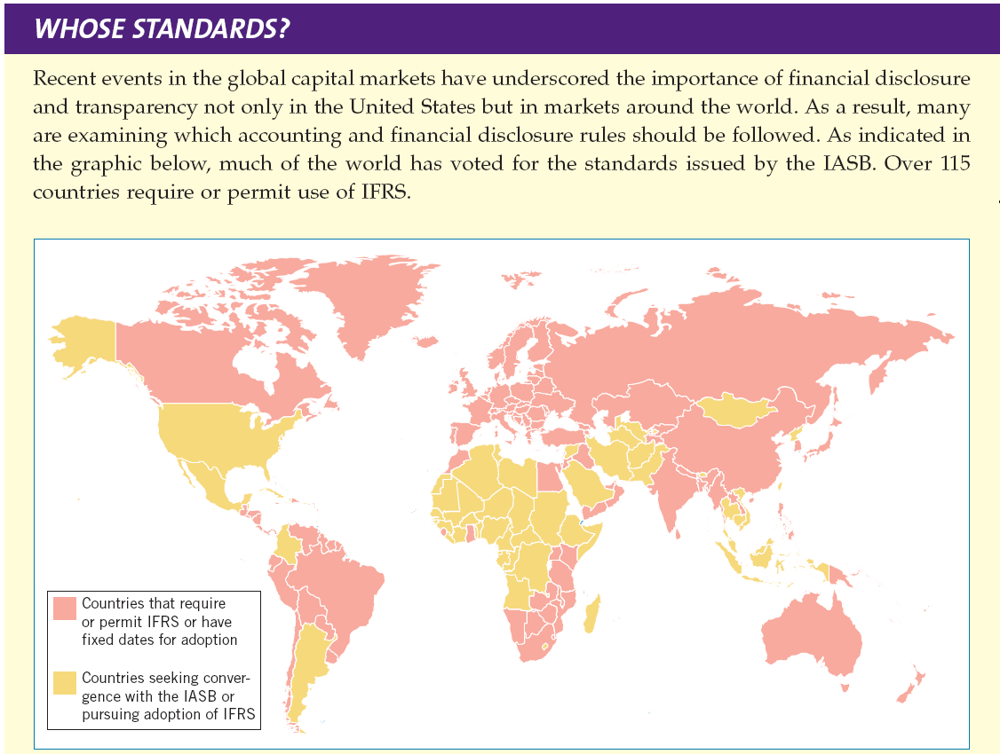 WHOSE STANDARDS?
Recent events in the global capital markets have underscored the importance of financial disclosure
and transparency not only in the United States but in markets around the world. As a result, many
are examining which accounting and financial disclosure rules should be followed. As indicated in
the graphic below, much of the world has voted for the standards issued by the IASB. Over 115
countries require or permit use of IFRS.
Countries that require
or permit IFRS or have
fixed dates for adoption
Countries seeking conver-
gence with the IASB or
pursuing adoption of IFRS